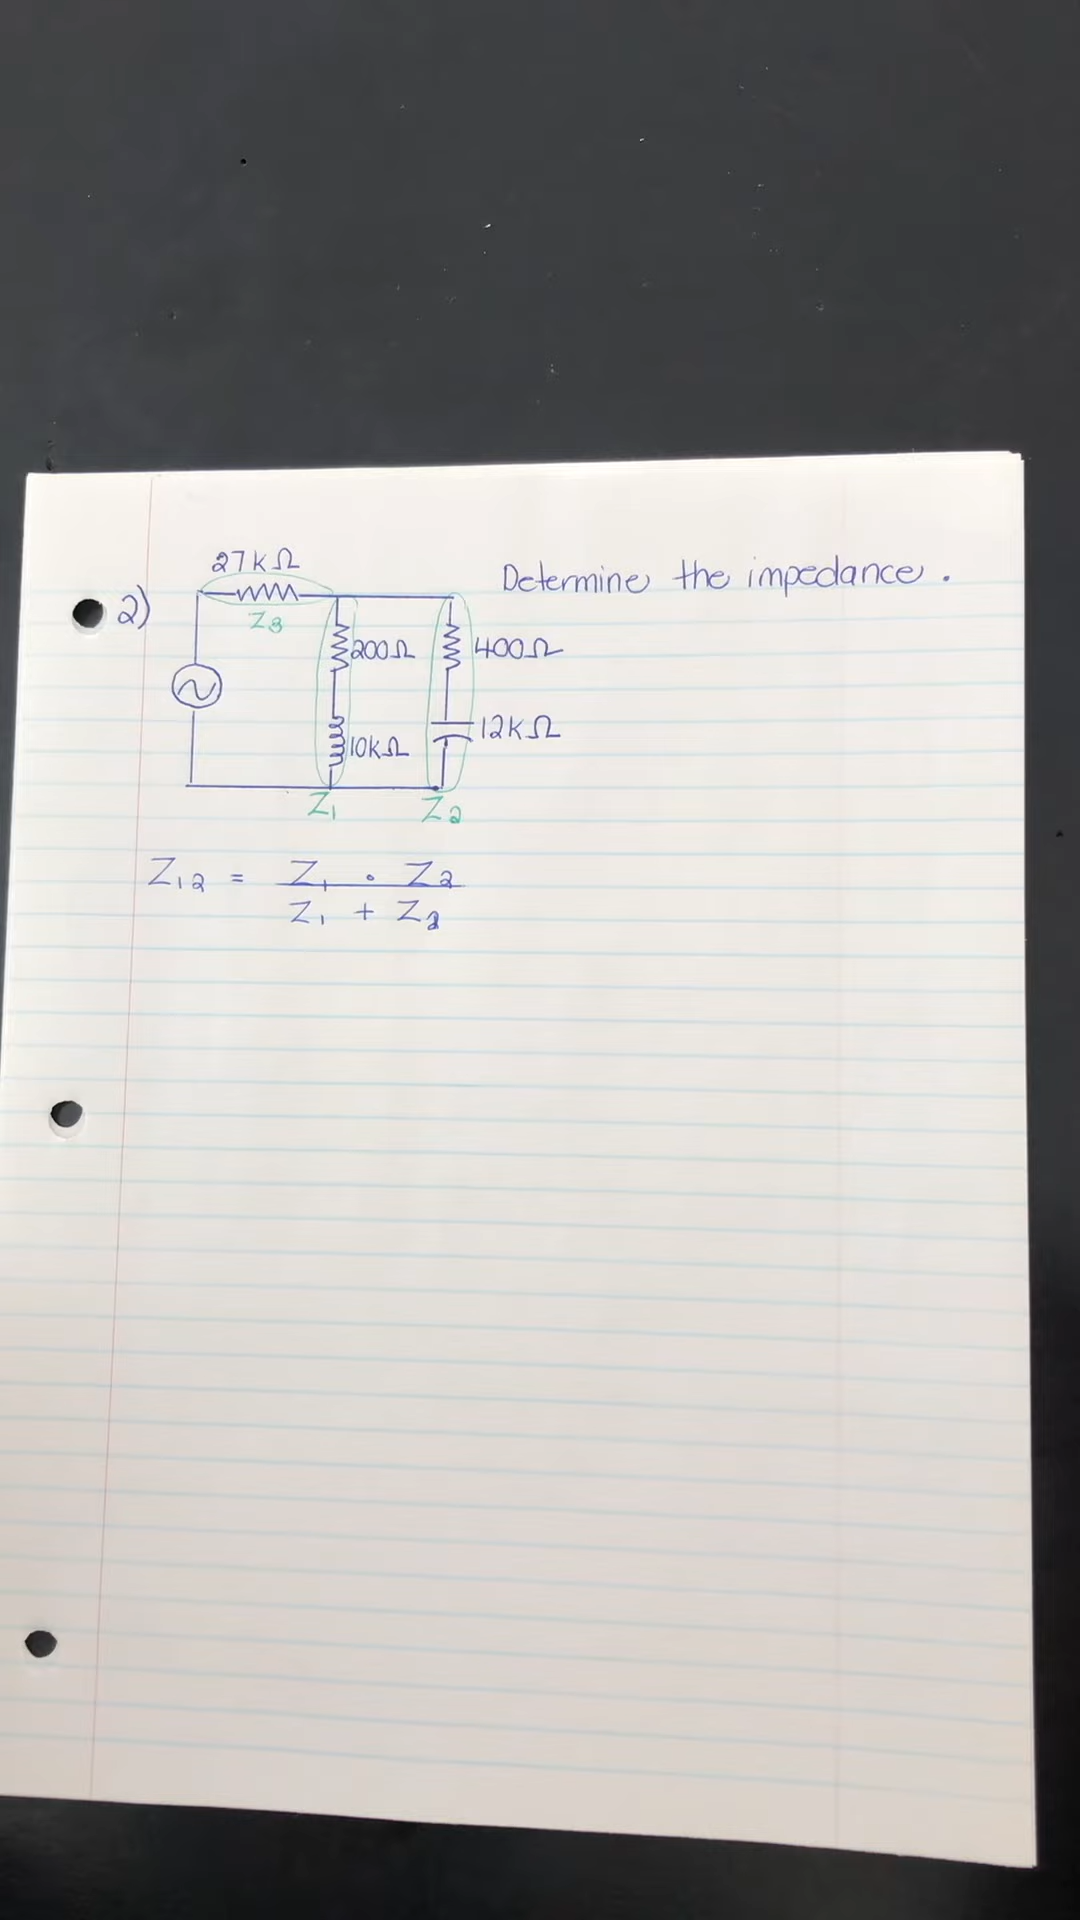 27kΩ
2)
Determine the impedance.
Z3
200Ω
400Ω
10kΩ
12kΩ
Z1
Z2
Z12 = Z1 · Z2
Z1 + Z2